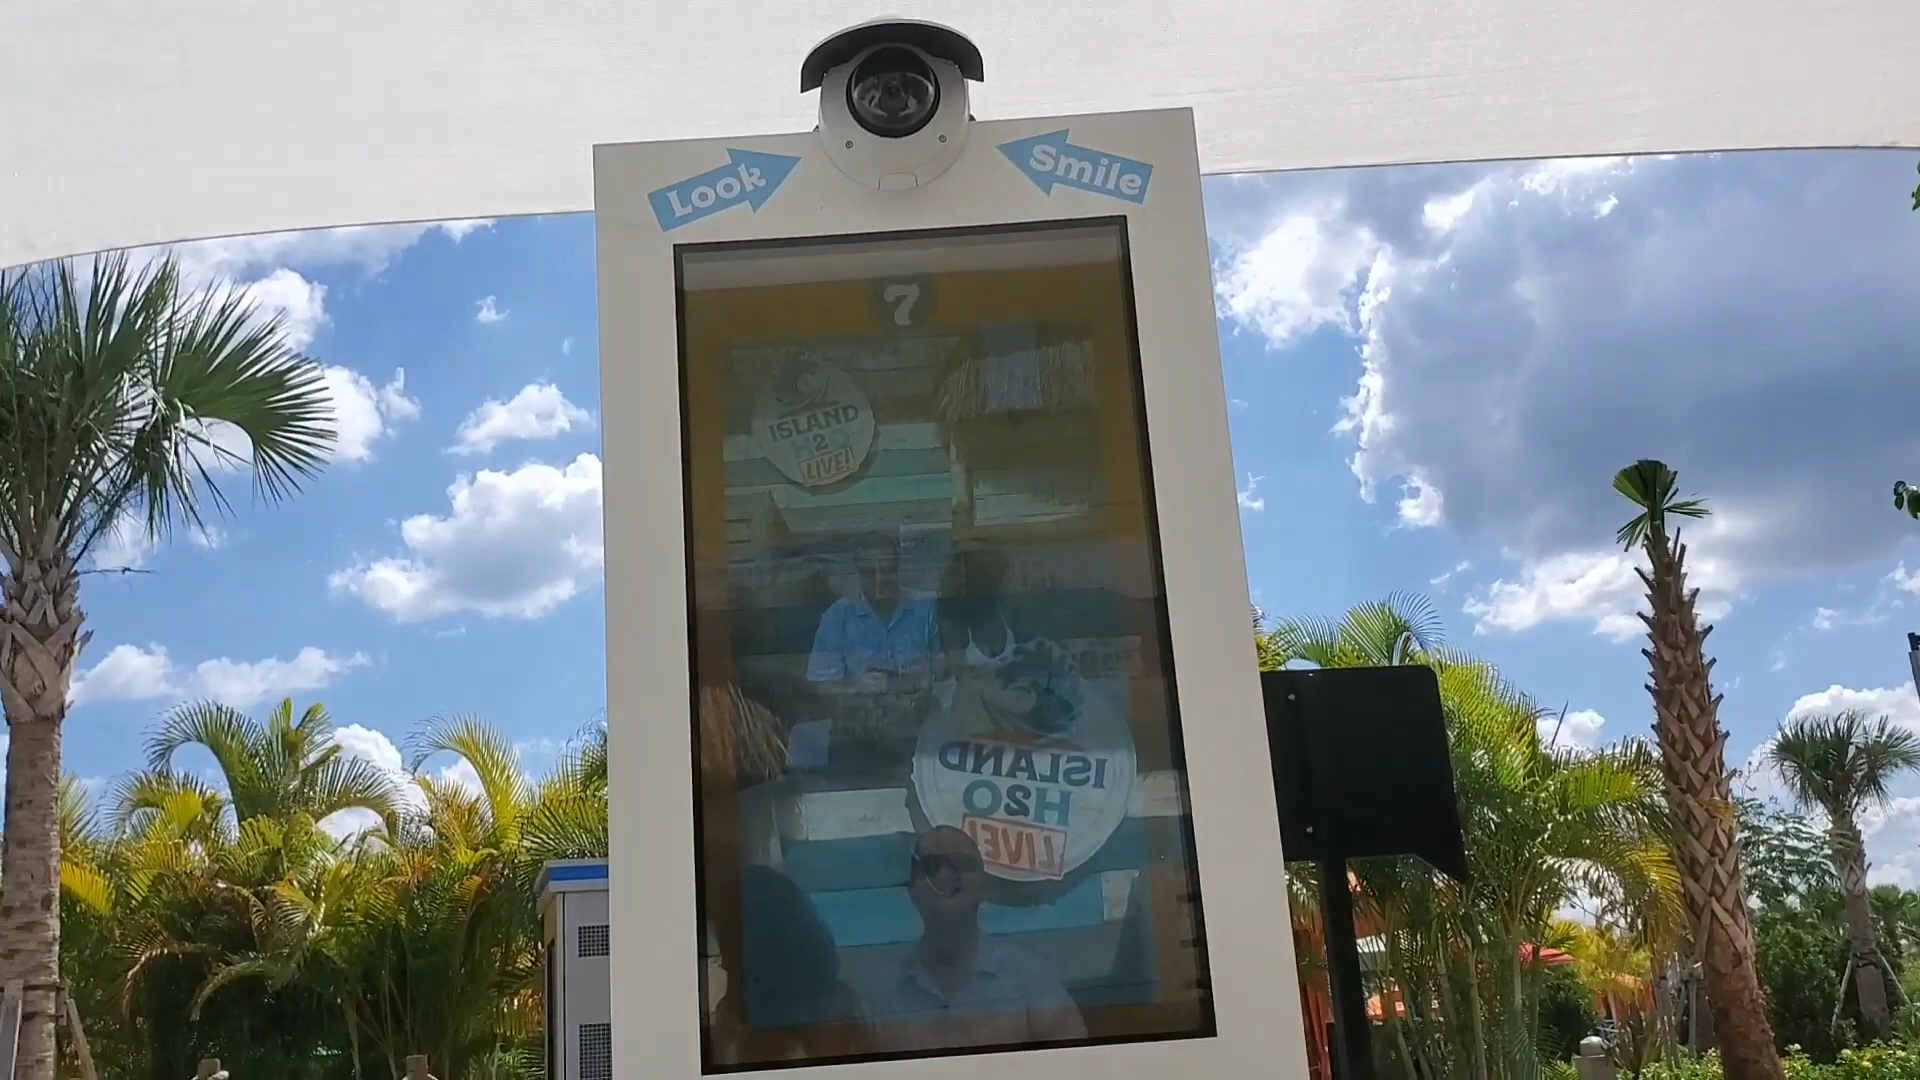 Look
Smile
7
ISLAND
H2O
LIVE!
ISLAND
H2O
LIVE!